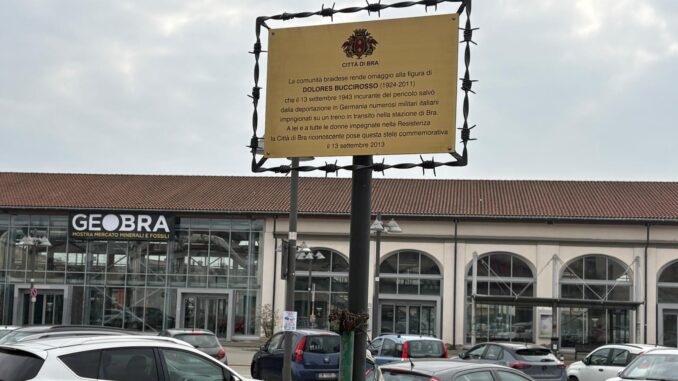 CITTÀ DI BRA
La comunità braidese rende omaggio alla figura di
DOLORES BUCCIROSSO (1924-2011)
che il 13 settembre 1943 incurante del pericolo salvò
dalla deportazione in Germania numerosi militari italiani
imprigionati su un treno in transito nella stazione di Bra.
A lei e a tutte le donne impegnate nella Resistenza
la Città di Bra riconoscente pose questa stele commemorativa
il 13 settembre 2013
GEOBRA
MOSTRA MERCATO MINERALI E FOSSILI